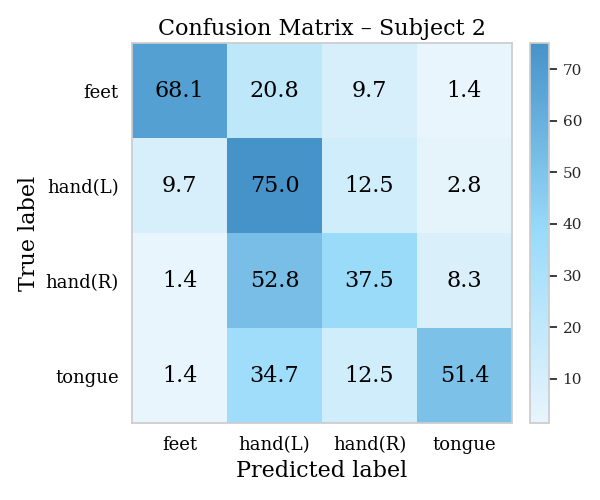 Confusion Matrix – Subject 2
feet 68.1 20.8 9.7 1.4
hand(L) 9.7 75.0 12.5 2.8
hand(R) 1.4 52.8 37.5 8.3
tongue 1.4 34.7 12.5 51.4
feet hand(L) hand(R) tongue
Predicted label
True label
70
60
50
40
30
20
10